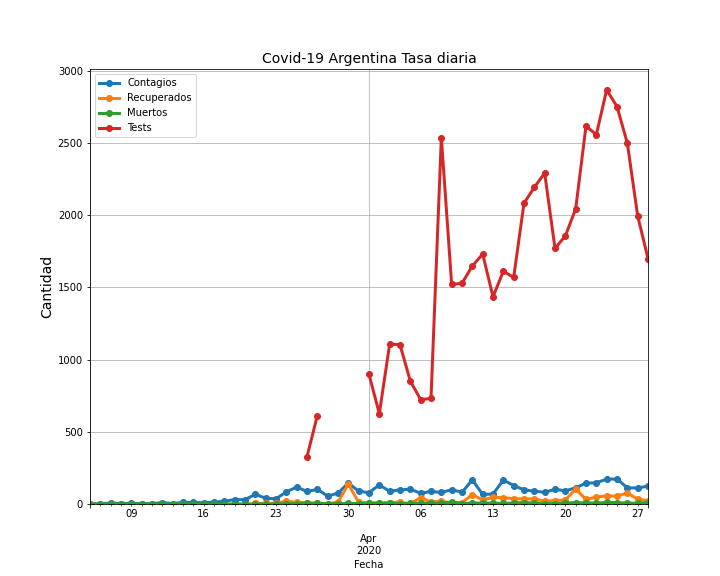 Covid-19 Argentina Tasa diaria
Contagios
Recuperados
Muertos
Tests
3000
2500
2000
1500
1000
500
0
Cantidad
09 16 23 30 06 13 20 27
Apr
2020
Fecha